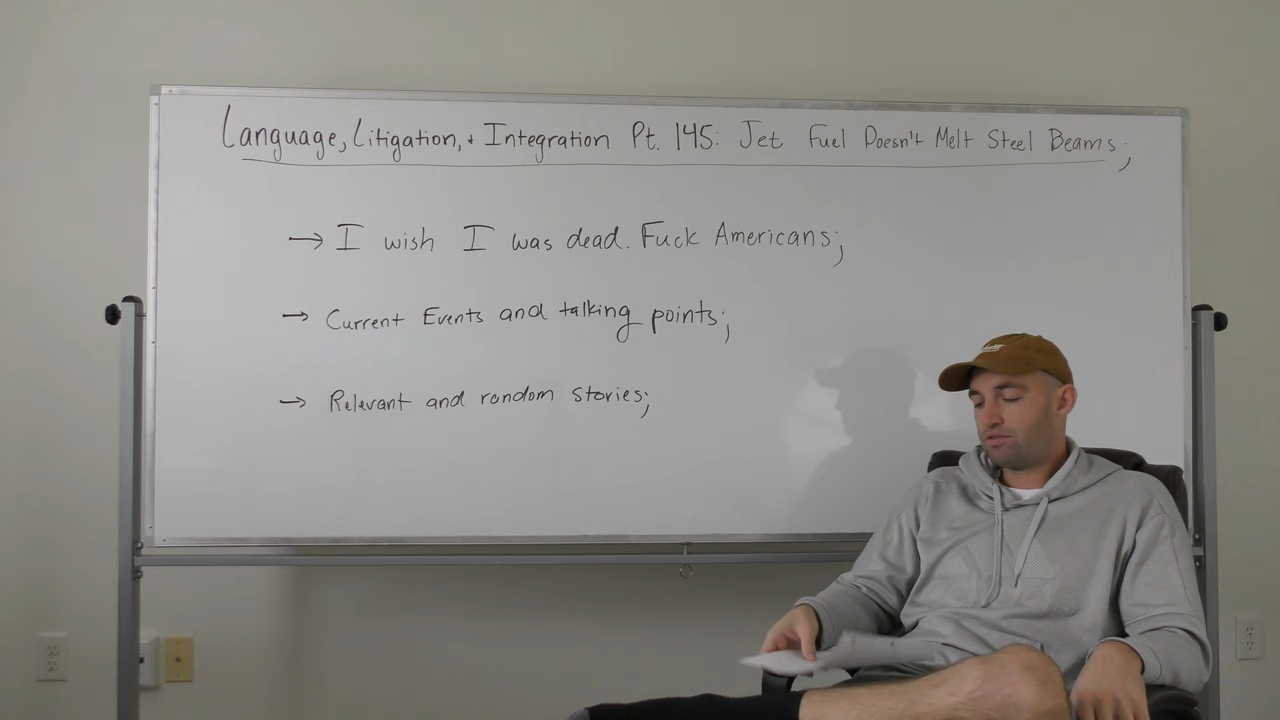 Language, Litigation, + Integration Pt. 145: Jet Fuel Doesn't Melt Steel Beams;
→ I wish I was dead. Fuck Americans;
→ Current Events and talking points;
→ Relevant and random stories;